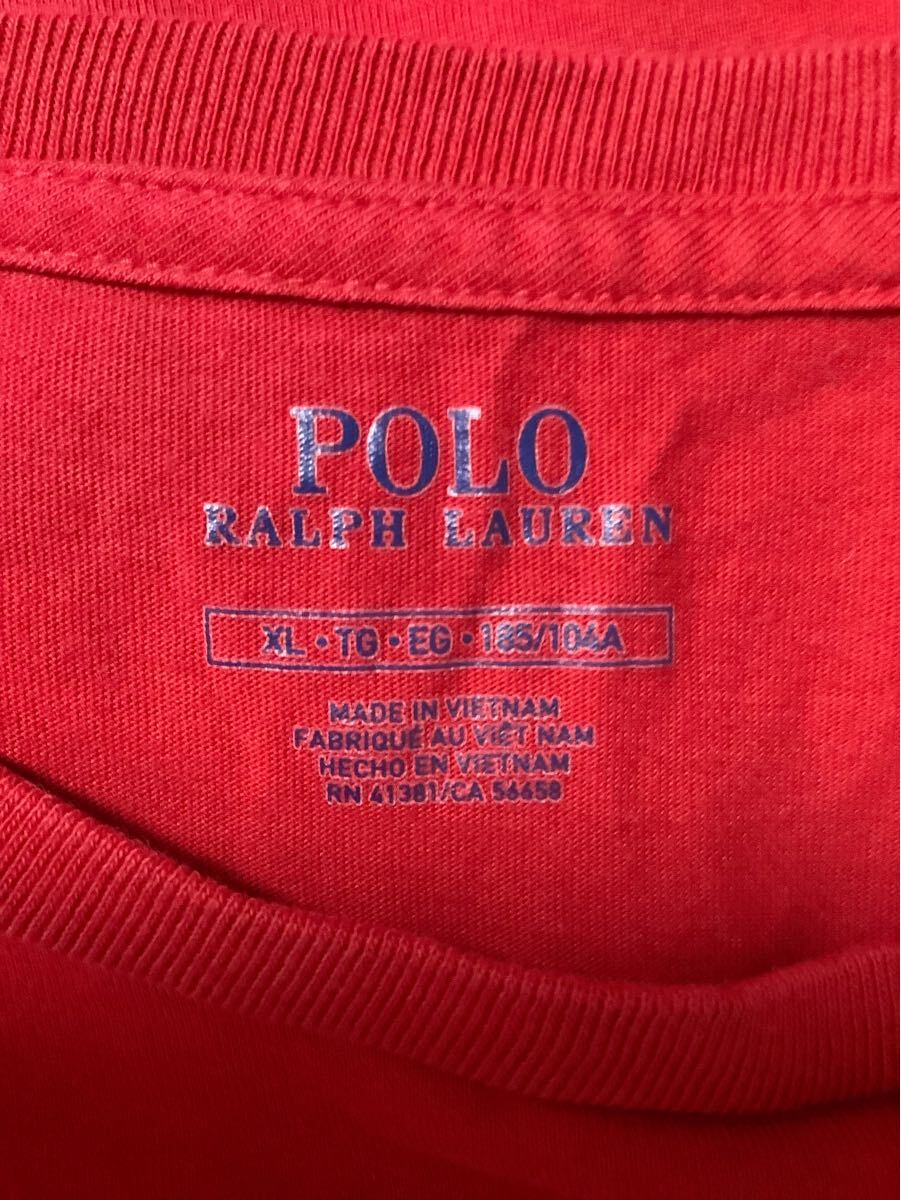 POLO
RALPH LAUREN
XL • TG • EG • 185/104A
MADE IN VIETNAM
FABRIQUÉ AU VIET NAM
HECHO EN VIETNAM
RN 41381/CA 56658